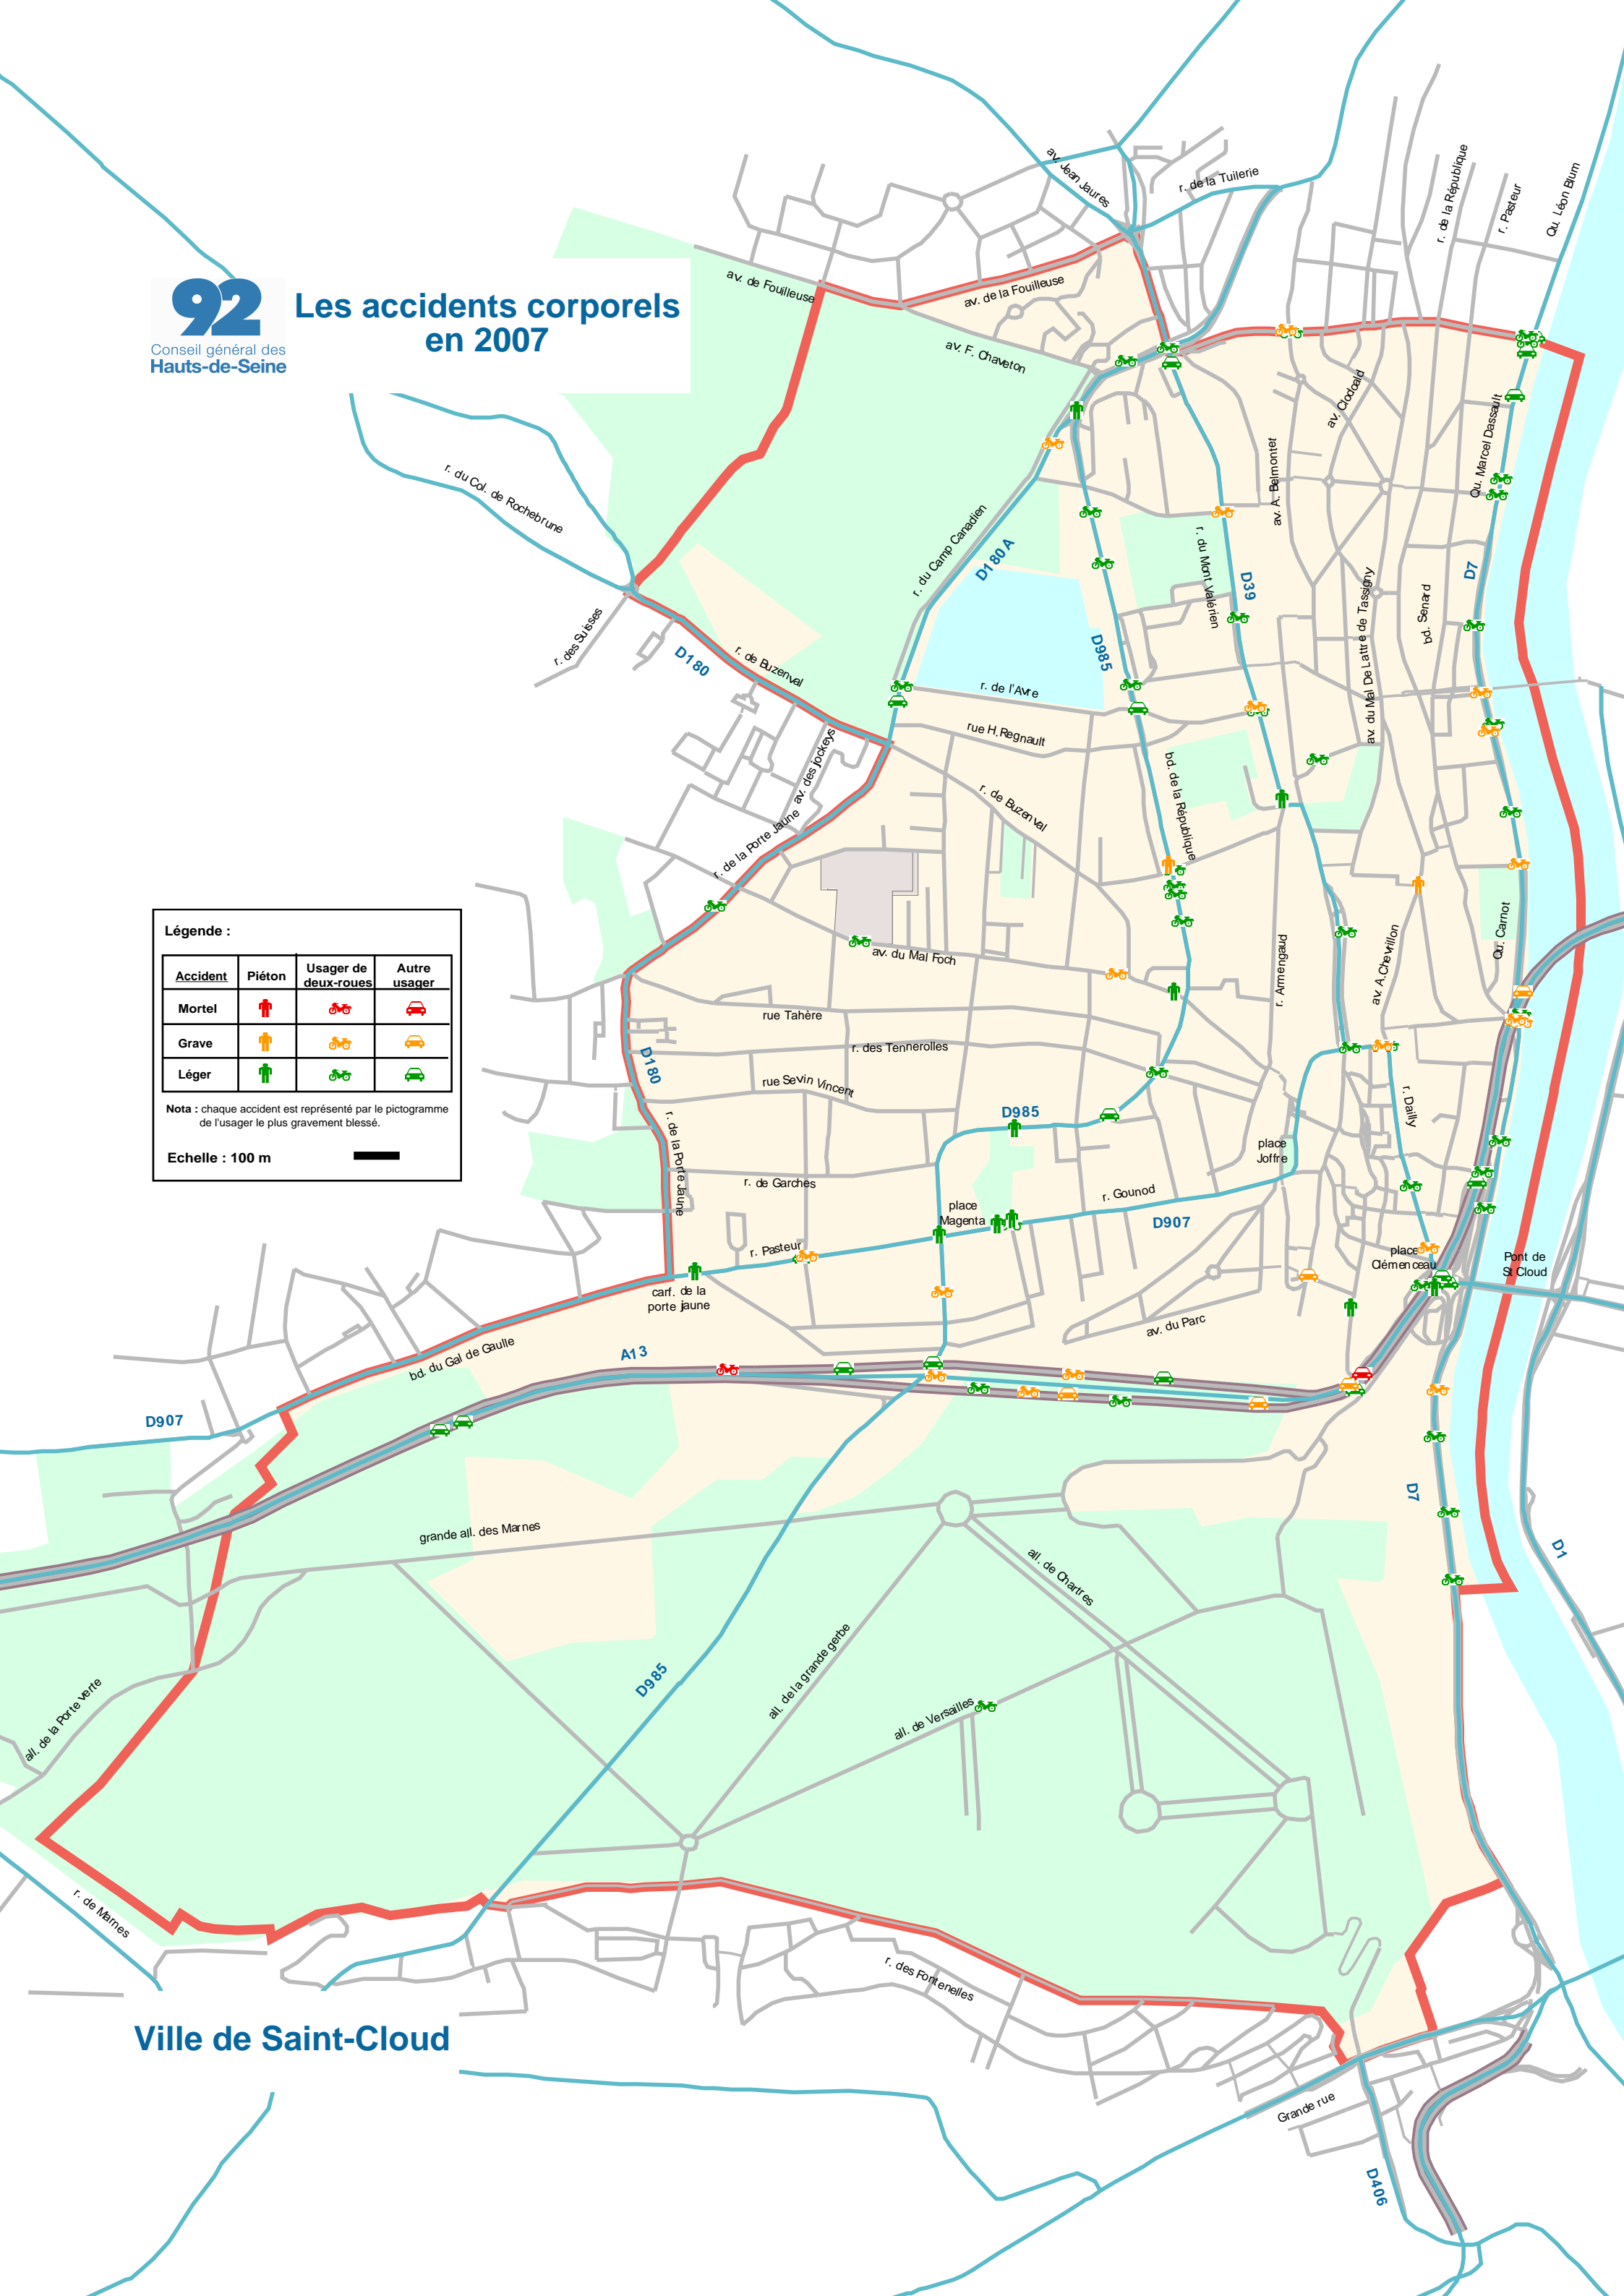 92
Conseil général des
Hauts-de-Seine
Les accidents corporels
en 2007
av. Jean Jaures
r. de la Tuilerie
r. de la République
r. Pasteur
Qu. Léon Blum
av. de Fouilleuse
av. de la Fouilleuse
av. F. Chaveton
av. Clodoald
Qu. Marcel Dassault
av. A. Belmontet
r. du Col. de Rochebrune
r. du Camp Canadien
D180 A
r. du Mont Valérien
D39
D7
av. du Mal De Lattre de Tassigny
bd. Senard
r. des Suisses
D180
r. de Buzenval
D985
r. de l'Avre
rue H.Regnault
av. des jockeys
bd. de la République
r. de Buzenval
r. de la Porte Jaune
Qu. Carnot
av. A.Chevrillon
r. Armengaud
av. du Mal Foch
rue Tahère
r. des Tennerolles
D180
rue Sevin Vincent
r. Dailly
D985
r. de la Porte Jaune
place
Joffre
r. de Garches
r. Gounod
place
Magenta
D907
r. Pasteur
place
Clémenceau
Pont de
St Cloud
carf. de la
porte jaune
av. du Parc
Légende :
Accident
Piéton
Usager de
deux-roues
Autre
usager
Mortel
Grave
Léger
Nota : chaque accident est représenté par le pictogramme
de l'usager le plus gravement blessé.
Echelle : 100 m
bd. du Gal de Gaulle
A13
D907
D7
grande all. des Marnes
D1
all. de Chartres
all. de la grande gerbe
D985
all. de Versailles
all. de la Porte verte
r. de Marnes
r. des Fontenelles
Ville de Saint-Cloud
Grande rue
D406